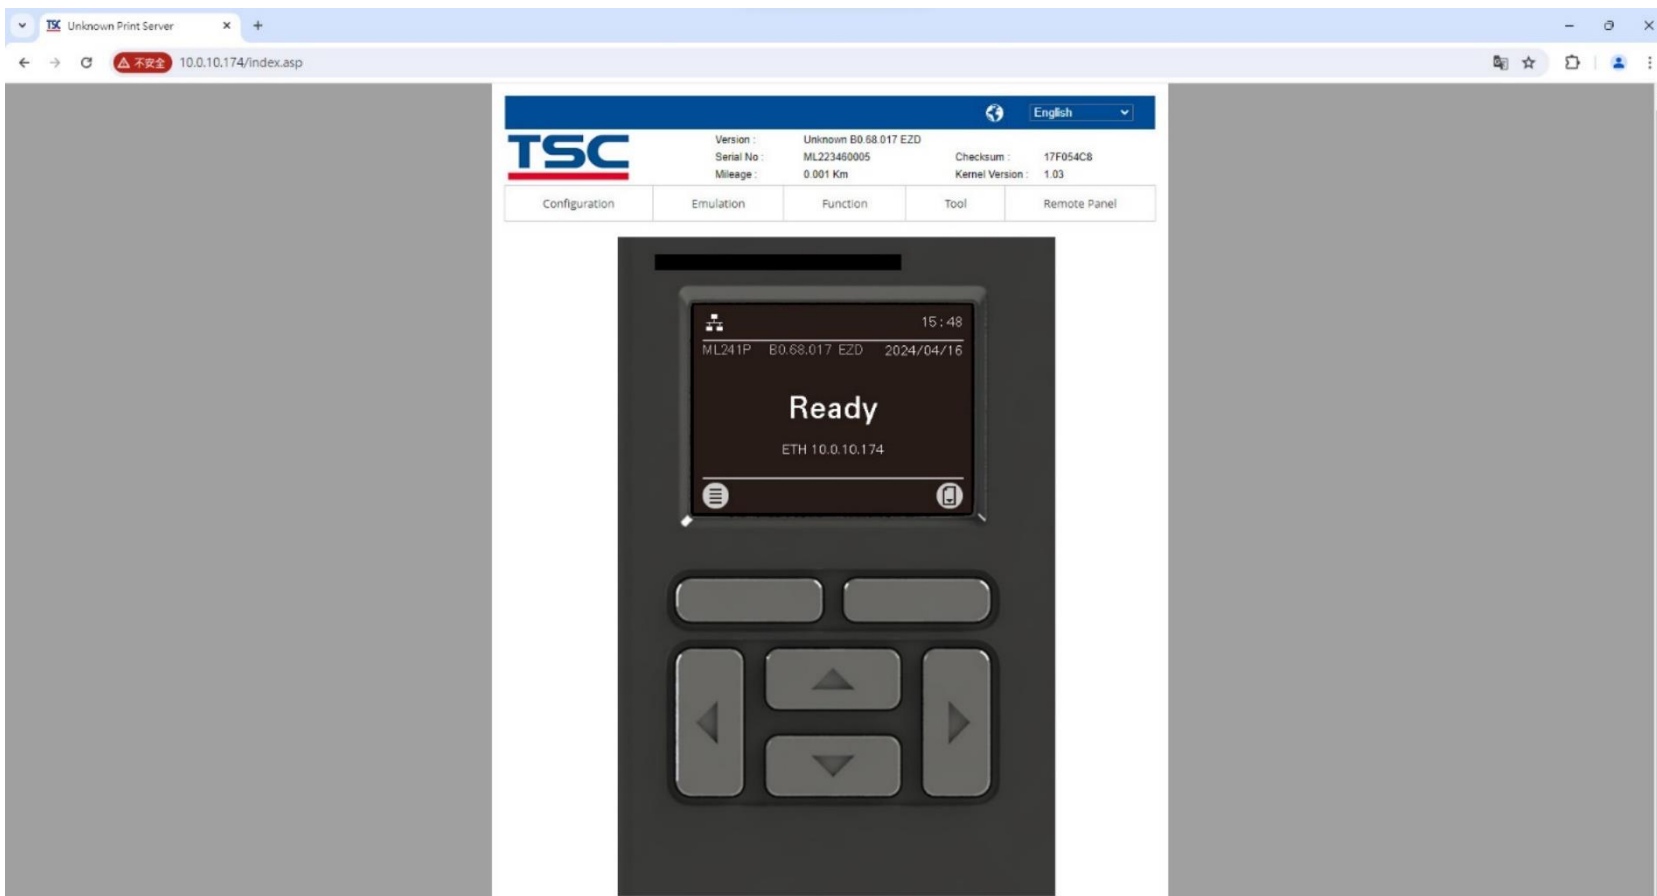 TSC Unknown Print Server
不安全 10.0.10.174/index.asp
English
TSC
Version : Unknown B0.68.017 EZD
Serial No : ML223460005 Checksum : 17F054C8
Mileage : 0.001 Km Kernel Version : 1.03
Configuration Emulation Function Tool Remote Panel
15:48
ML241P B0.68.017 EZD 2024/04/16
Ready
ETH 10.0.10.174